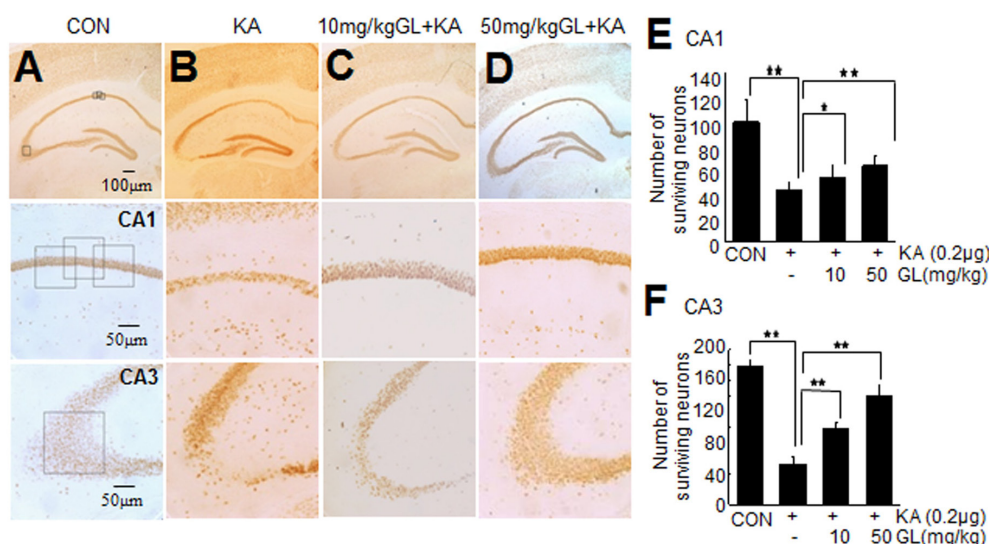 CON KA 10mg/kgGL+KA 50mg/kgGL+KA
A B C D
100μm
CA1
50μm
CA3
50μm
E CA1
Number of
surviving neurons
140
120
100
80
60
40
20
0
** ** *
CON + + + KA (0.2μg)
- 10 50 GL(mg/kg)
F CA3
Number of
surviving neurons
200
160
120
80
40
0
** ** **
CON + + + KA (0.2μg)
- 10 50 GL(mg/kg)